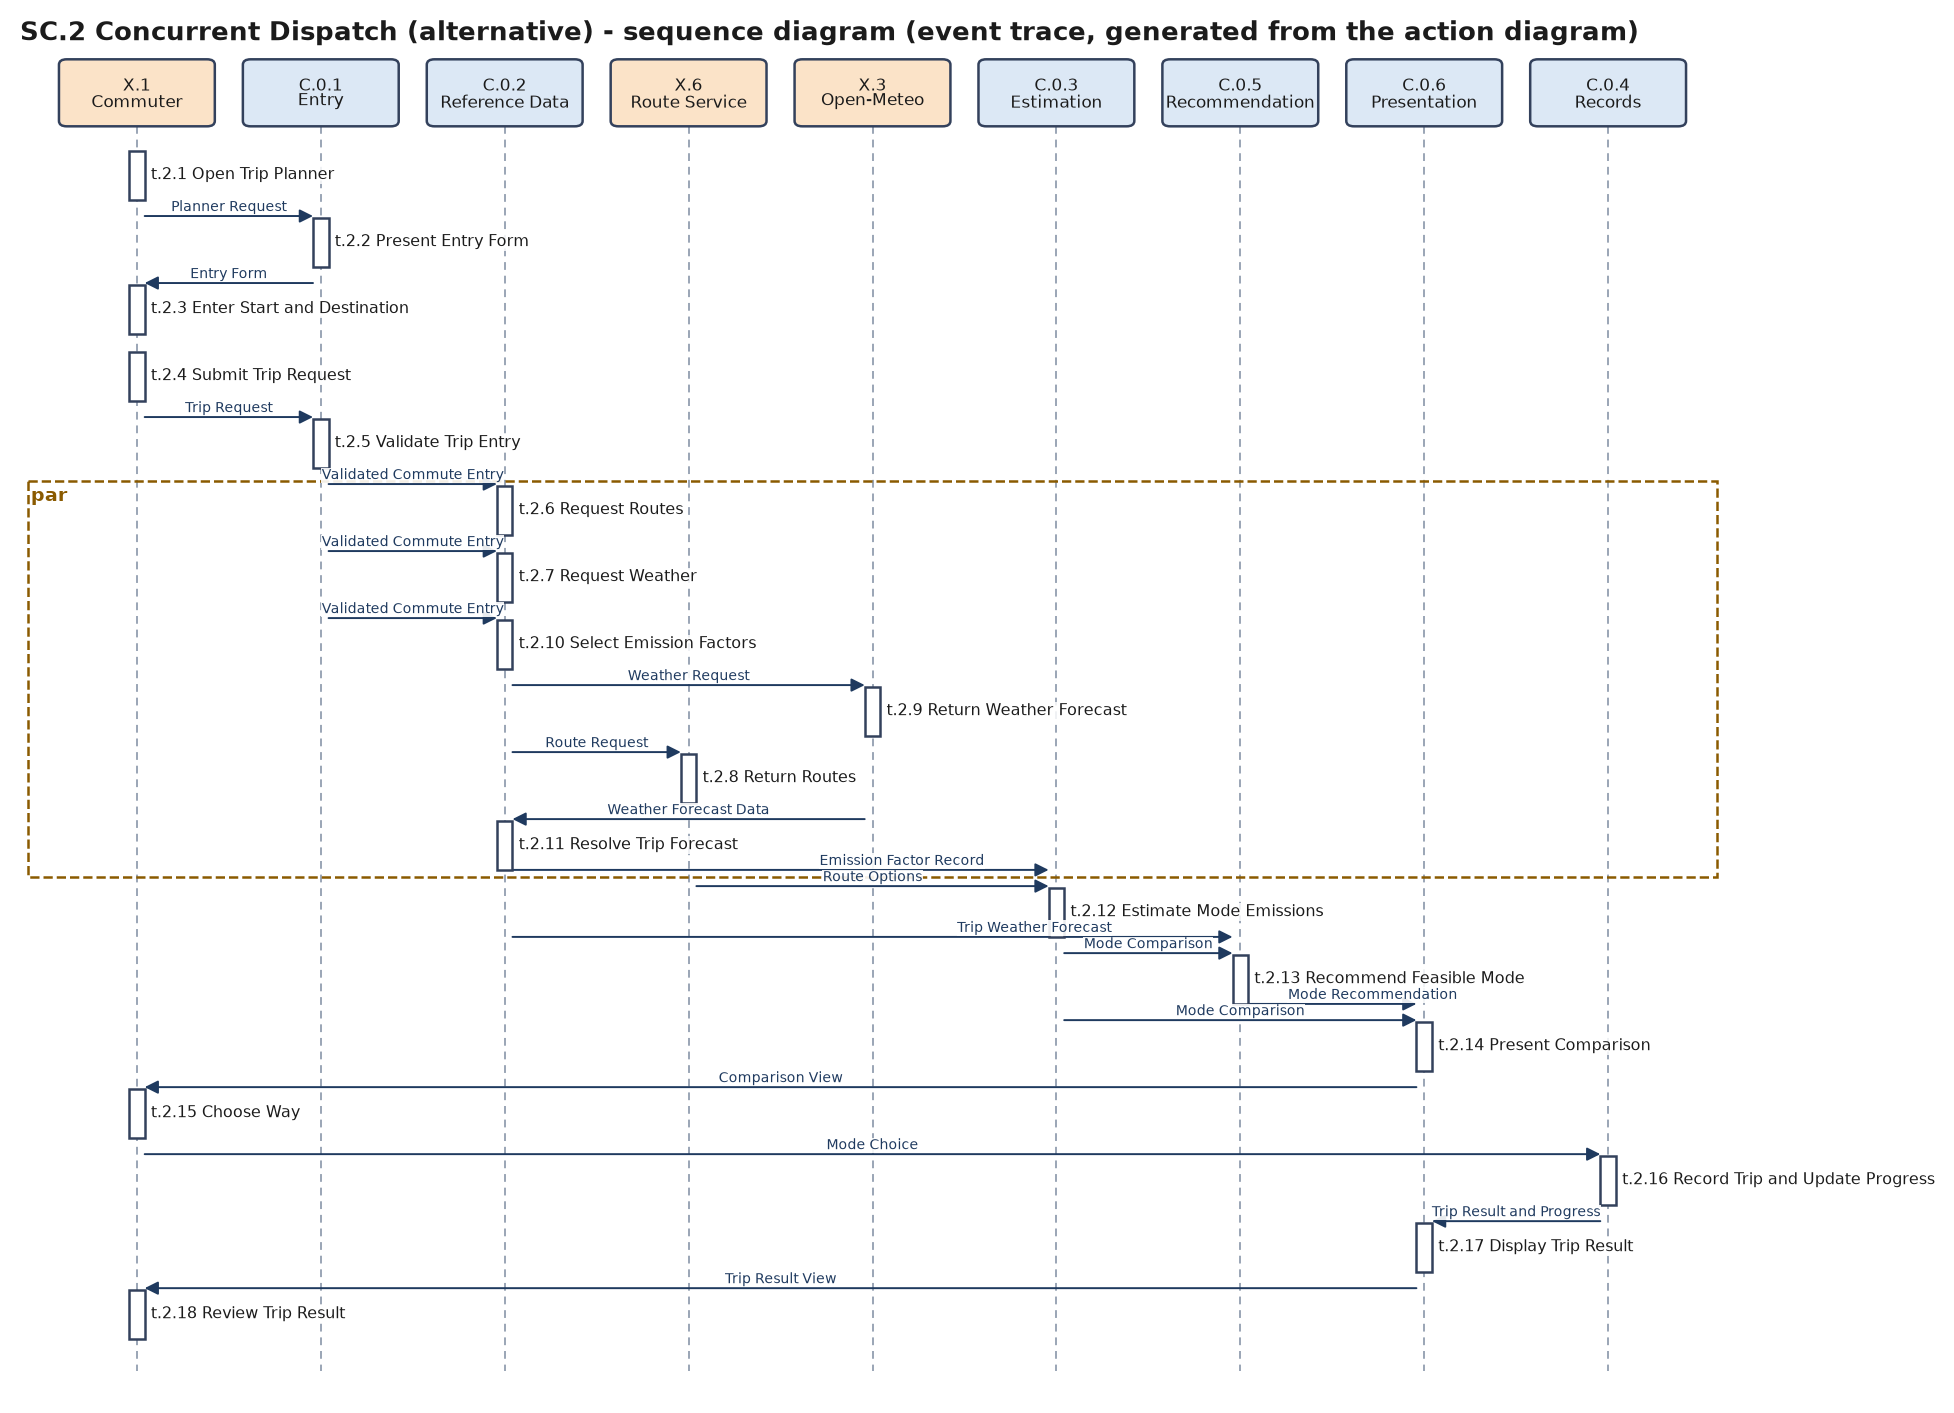 SC.2 Concurrent Dispatch (alternative) - sequence diagram (event trace, generated from the action diagram)
X.1
Commuter
C.0.1
Entry
C.0.2
Reference Data
X.6
Route Service
X.3
Open-Meteo
C.0.3
Estimation
C.0.5
Recommendation
C.0.6
Presentation
C.0.4
Records
t.2.1 Open Trip Planner
Planner Request
t.2.2 Present Entry Form
Entry Form
t.2.3 Enter Start and Destination
t.2.4 Submit Trip Request
Trip Request
t.2.5 Validate Trip Entry
Validated Commute Entry
par
t.2.6 Request Routes
Validated Commute Entry
t.2.7 Request Weather
Validated Commute Entry
t.2.10 Select Emission Factors
Weather Request
t.2.9 Return Weather Forecast
Route Request
t.2.8 Return Routes
Weather Forecast Data
t.2.11 Resolve Trip Forecast
Emission Factor Record
Route Options
t.2.12 Estimate Mode Emissions
Trip Weather Forecast
Mode Comparison
t.2.13 Recommend Feasible Mode
Mode Recommendation
Mode Comparison
t.2.14 Present Comparison
Comparison View
t.2.15 Choose Way
Mode Choice
t.2.16 Record Trip and Update Progress
Trip Result and Progress
t.2.17 Display Trip Result
Trip Result View
t.2.18 Review Trip Result